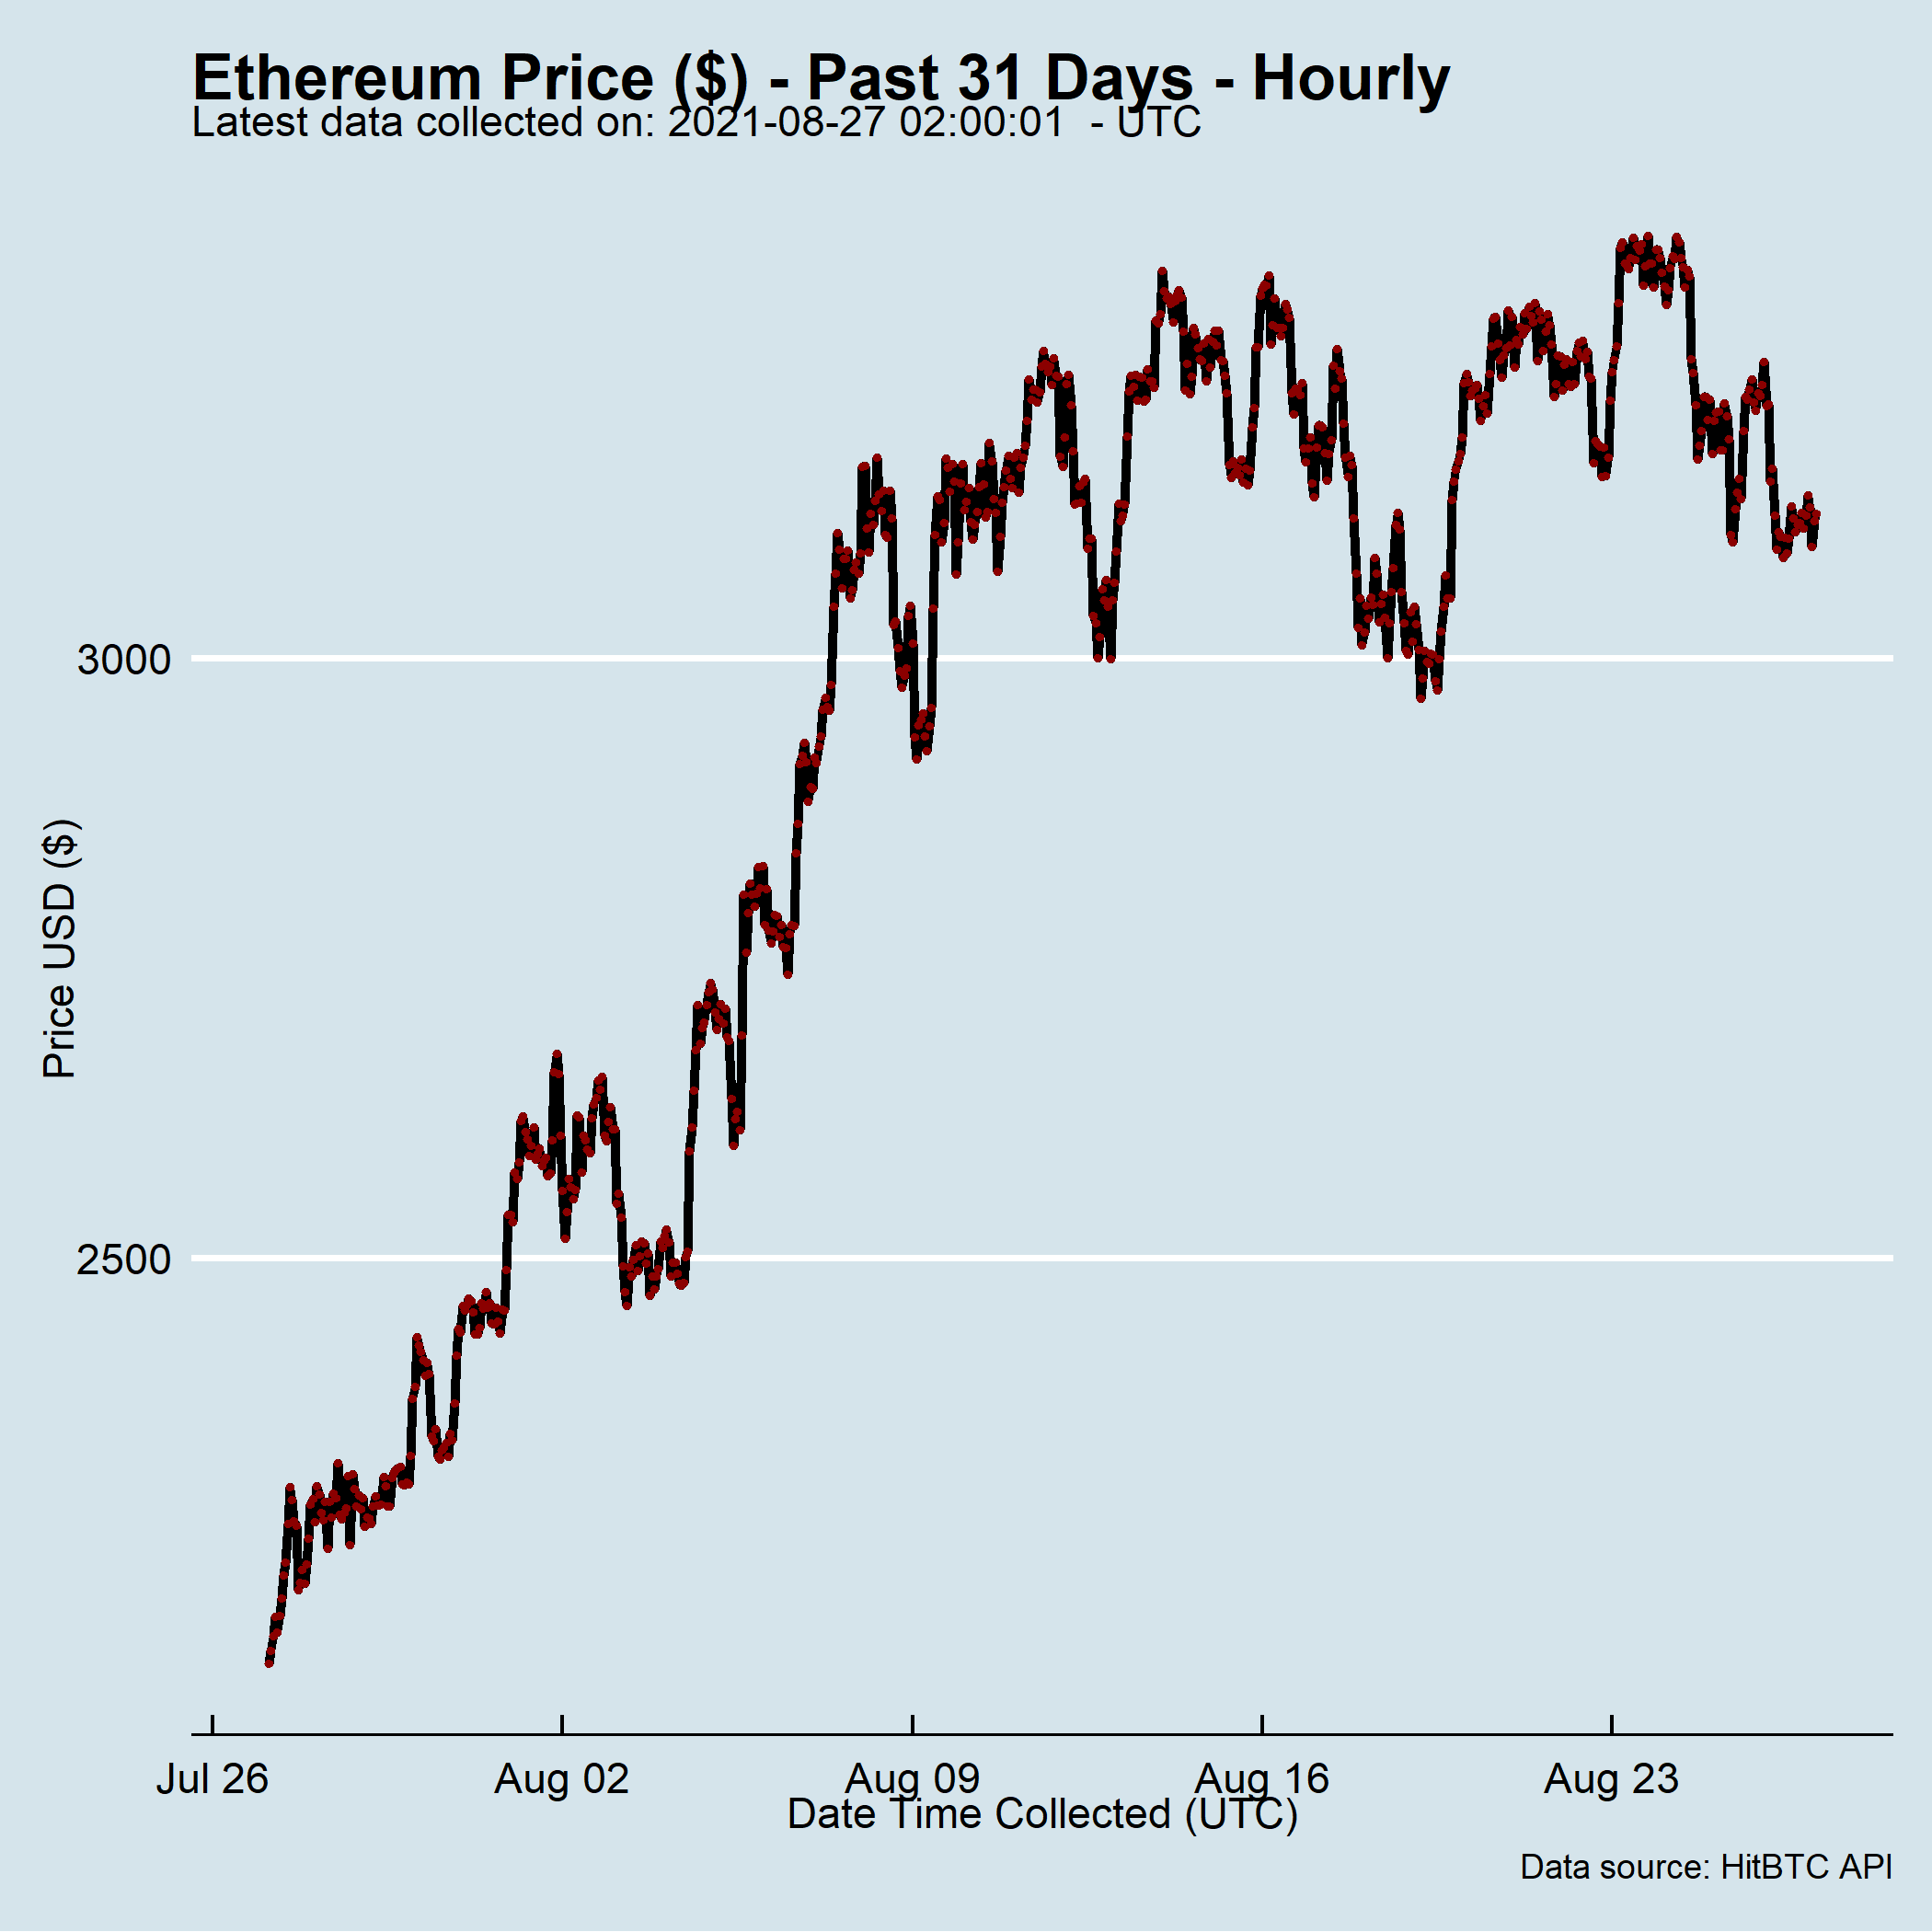 Ethereum Price ($) - Past 31 Days - Hourly
Latest data collected on: 2021-08-27 02:00:01  - UTC
Price USD ($)
3000
2500
Jul 26
Aug 02
Aug 09
Aug 16
Aug 23
Date Time Collected (UTC)
Data source: HitBTC API